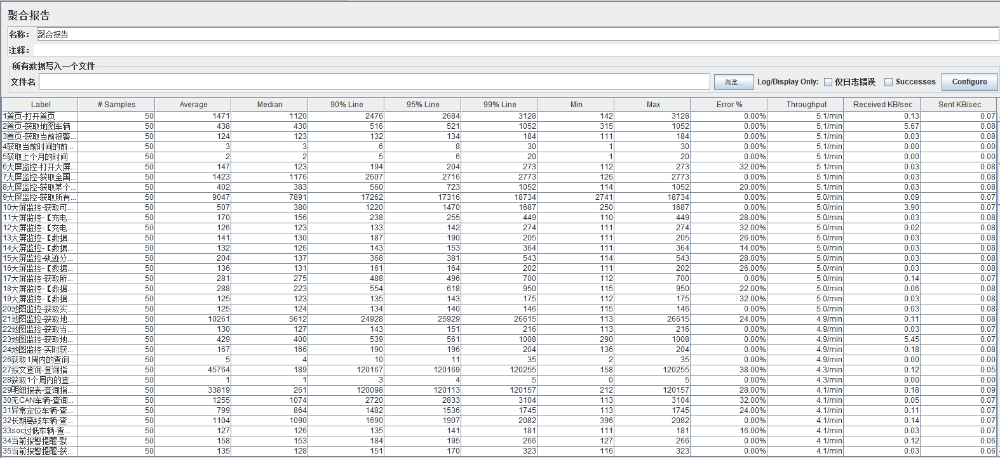 聚合报告
名称： 聚合报告
注释：
所有数据写入一个文件
文件名 浏览... Log/Display Only: 仅日志错误 Successes Configure
Label # Samples Average Median 90% Line 95% Line 99% Line Min Max Error % Throughput Received KB/sec Sent KB/sec
1首页-打开首页 50 1471 1120 2476 2684 3128 142 3128 0.00% 5.1/min 0.13 0.07
2首页-获取地图车辆 50 438 430 516 521 1052 315 1052 0.00% 5.1/min 5.67 0.08
3首页-获取当前报警... 50 124 123 132 134 184 111 184 0.00% 5.1/min 0.03 0.08
4获取当前时间的前... 50 3 3 6 8 30 1 30 0.00% 5.1/min 0.00 0.00
5获取上个月的时间 50 2 2 5 6 20 1 20 0.00% 5.1/min 0.00 0.00
6大屏监控-打开大屏... 50 147 123 194 204 273 112 273 32.00% 5.1/min 0.03 0.08
7大屏监控-获取全国... 50 1423 1176 2607 2716 2773 126 2773 0.00% 5.1/min 0.03 0.08
8大屏监控-获取某个... 50 402 383 560 723 1052 114 1052 20.00% 5.1/min 0.03 0.08
9大屏监控-获取所有... 50 9047 7891 17262 17316 18734 2741 18734 0.00% 5.0/min 0.09 0.07
10大屏监控-获取可... 50 507 380 1220 1470 1687 250 1687 0.00% 5.0/min 3.90 0.07
11大屏监控-【充电... 50 170 156 238 255 449 110 449 28.00% 5.0/min 0.03 0.08
12大屏监控-【充电... 50 126 123 133 142 274 111 274 32.00% 5.0/min 0.02 0.08
13大屏监控-【数据... 50 141 130 187 190 205 111 205 26.00% 5.0/min 0.03 0.08
14大屏监控-【数据... 50 132 126 143 153 364 111 364 14.00% 5.0/min 0.03 0.08
15大屏监控-轨迹分... 50 204 137 368 381 543 114 543 28.00% 5.0/min 0.03 0.08
16大屏监控-【数据... 50 136 131 161 164 202 111 202 26.00% 5.0/min 0.03 0.08
17大屏监控-获取所... 50 281 275 488 496 700 112 700 0.00% 5.0/min 0.14 0.07
18大屏监控-【数据... 50 288 223 554 618 950 115 950 22.00% 5.0/min 0.06 0.08
19大屏监控-【数据... 50 125 123 135 143 175 112 175 32.00% 5.0/min 0.03 0.08
20地图监控-获取实... 50 125 124 134 140 146 115 146 0.00% 5.0/min 0.03 0.08
21地图监控-获取地... 50 10261 5612 24928 25929 26615 113 26615 24.00% 4.9/min 0.11 0.08
22地图监控-获取当... 50 130 127 143 151 216 113 216 0.00% 4.9/min 0.03 0.07
23地图监控-获取地... 50 429 400 539 561 1008 290 1008 0.00% 4.9/min 5.45 0.07
24地图监控-实时获... 50 167 166 190 196 204 136 204 0.00% 4.9/min 0.18 0.08
26获取1周内的查询... 50 5 4 10 11 35 2 35 0.00% 4.9/min 0.00 0.00
27报文查询-查询指... 50 45764 189 120167 120169 120255 158 120255 38.00% 4.3/min 0.12 0.05
28获取1个周内的查... 50 1 1 3 4 5 0 5 0.00% 4.3/min 0.00 0.00
29明细报表-查询指... 50 33819 261 120098 120113 120157 212 120157 28.00% 4.1/min 0.18 0.09
30无CAN车辆-查询... 50 1255 1074 2720 2833 3104 113 3104 32.00% 4.1/min 0.05 0.07
31异常定位车辆-查... 50 799 864 1482 1536 1745 113 1745 24.00% 4.1/min 0.11 0.07
32长期离线车辆-查... 50 1104 1090 1690 1907 2082 396 2082 0.00% 4.1/min 0.14 0.07
33soc过低车辆-查... 50 127 126 135 141 181 111 181 16.00% 4.1/min 0.03 0.07
34当前报警提醒-默... 50 158 153 184 195 266 127 266 0.00% 4.1/min 0.12 0.06
35当前报警提醒-获... 50 135 128 151 170 323 116 323 0.00% 4.1/min 0.03 0.06